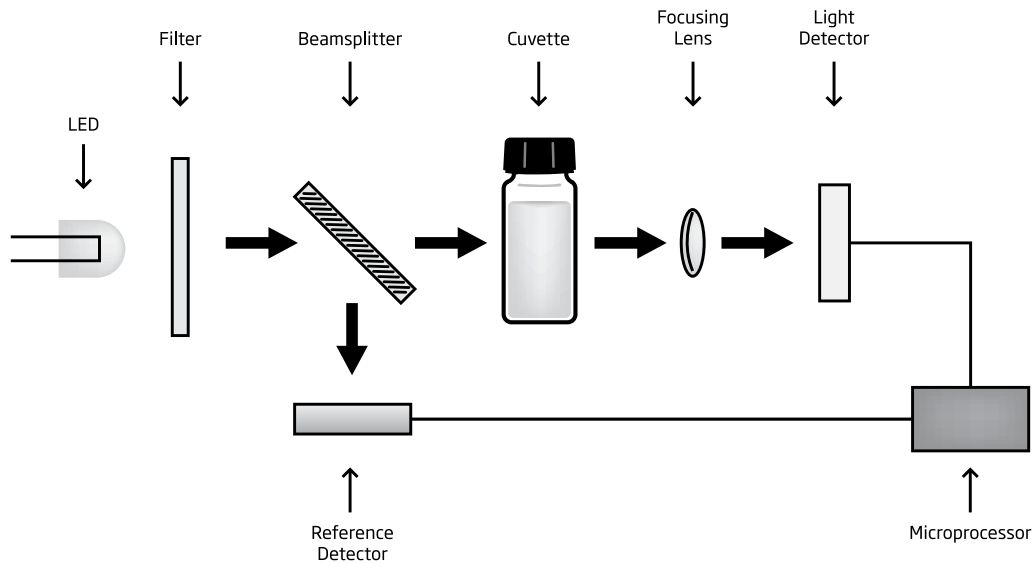 Filter
Beamsplitter
Cuvette
Focusing
Lens
Light
Detector
LED
Reference
Detector
Microprocessor